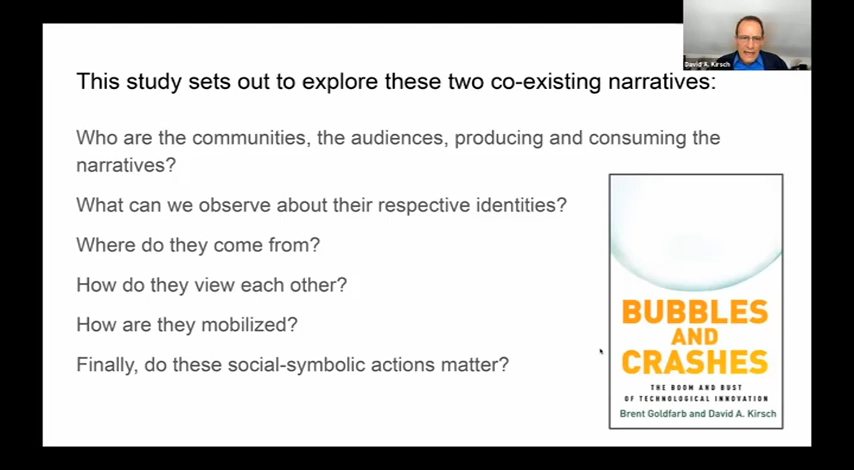 David A. Kirsch
This study sets out to explore these two co-existing narratives:
Who are the communities, the audiences, producing and consuming the
narratives?
What can we observe about their respective identities?
Where do they come from?
How do they view each other?
How are they mobilized?
Finally, do these social-symbolic actions matter?
BUBBLES
AND
CRASHES
THE BOOM AND BUST
OF TECHNOLOGICAL INNOVATION
Brent Goldfarb and David A. Kirsch